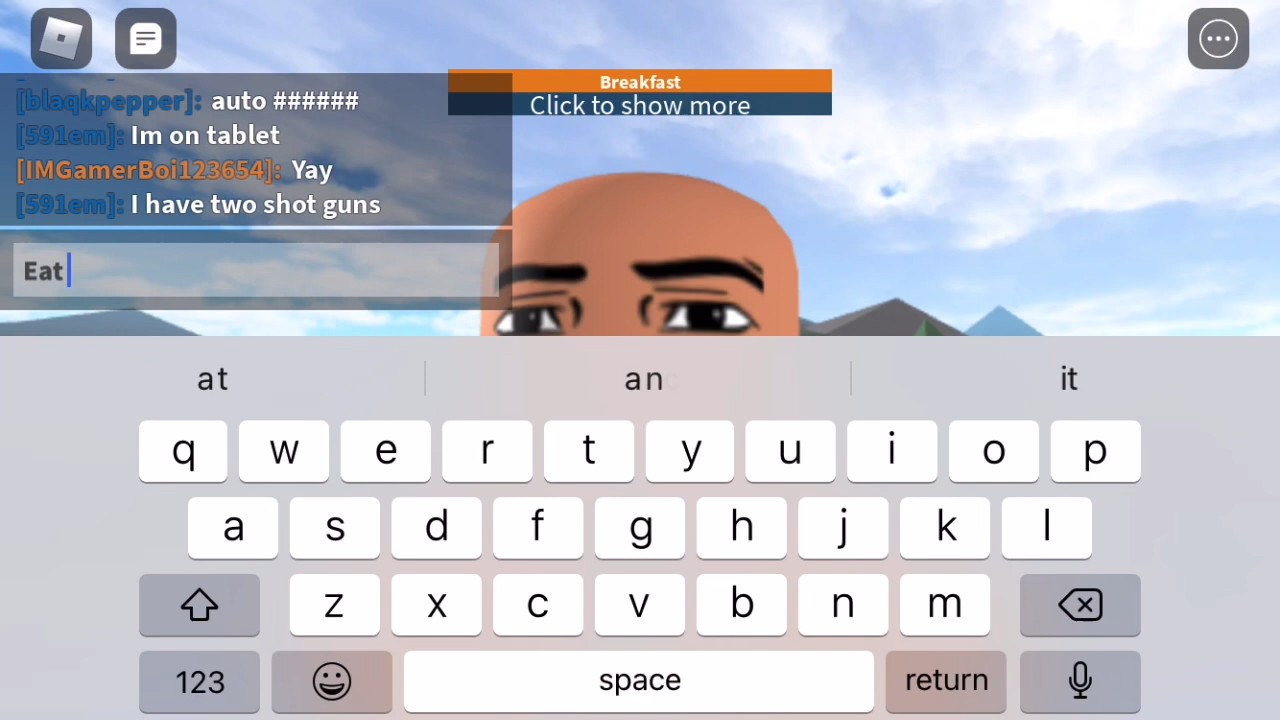 [blaqkpepper]: auto ######
[591em]: Im on tablet
[IMGamerBoi123654]: Yay
[591em]: I have two shot guns
Eat
Breakfast
Click to show more
at an it
q w e r t y u i o p
a s d f g h j k l
z x c v b n m
123 space return